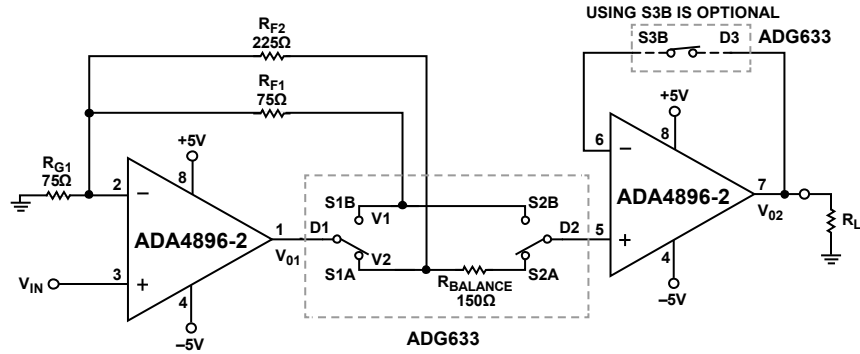 USING S3B IS OPTIONAL
S3B
D3
ADG633
RF2
225Ω
RF1
75Ω
+5V
+5V
RG1
75Ω
2
−
8
6
−
8
S1B
V1
S2B
ADA4896-2
1
D1
D2
5
ADA4896-2
7
V01
V02
RL
VIN
3
+
S1A
V2
RBALANCE
150Ω
S2A
+
4
4
−5V
−5V
ADG633